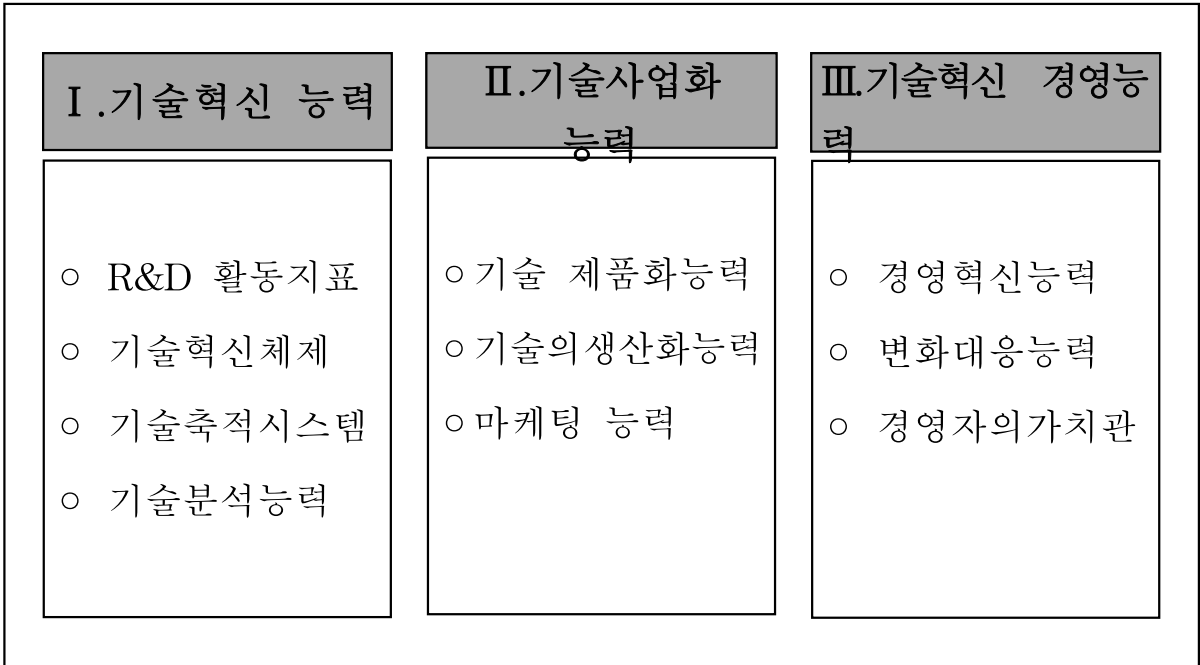 Ⅰ.기술혁신 능력
○ R&D 활동지표
○ 기술혁신체제
○ 기술축적시스템
○ 기술분석능력
Ⅱ.기술사업화
능력
○기술 제품화능력
○기술의생산화능력
○마케팅 능력
Ⅲ.기술혁신 경영능
력
○ 경영혁신능력
○ 변화대응능력
○ 경영자의가치관